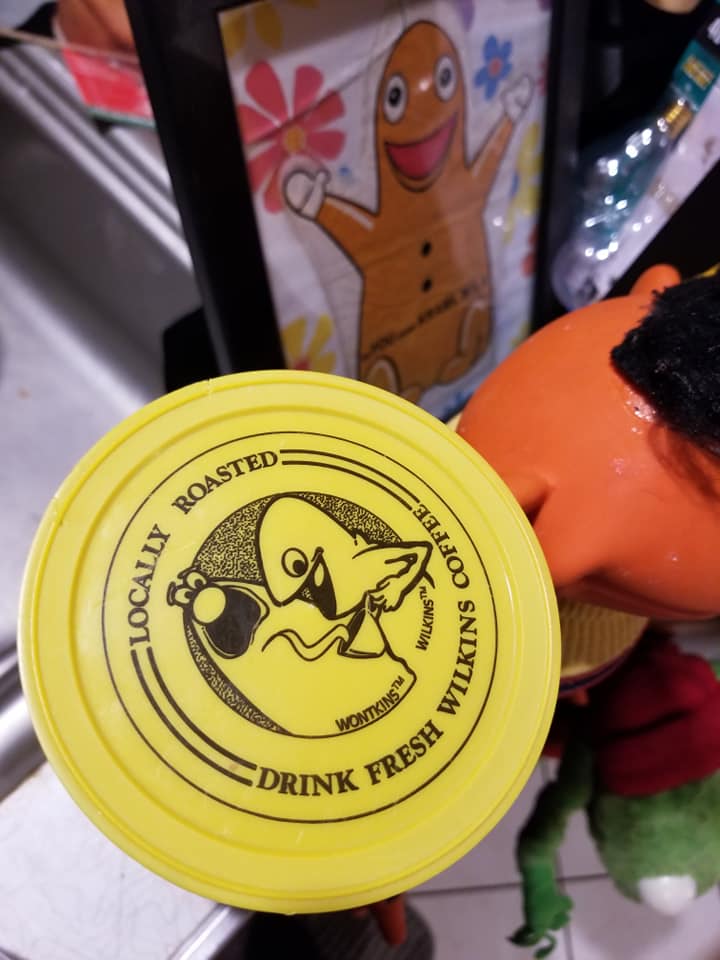 LOCALLY ROASTED
DRINK FRESH WILKINS COFFEE
WILKINS™
WONTKINS™